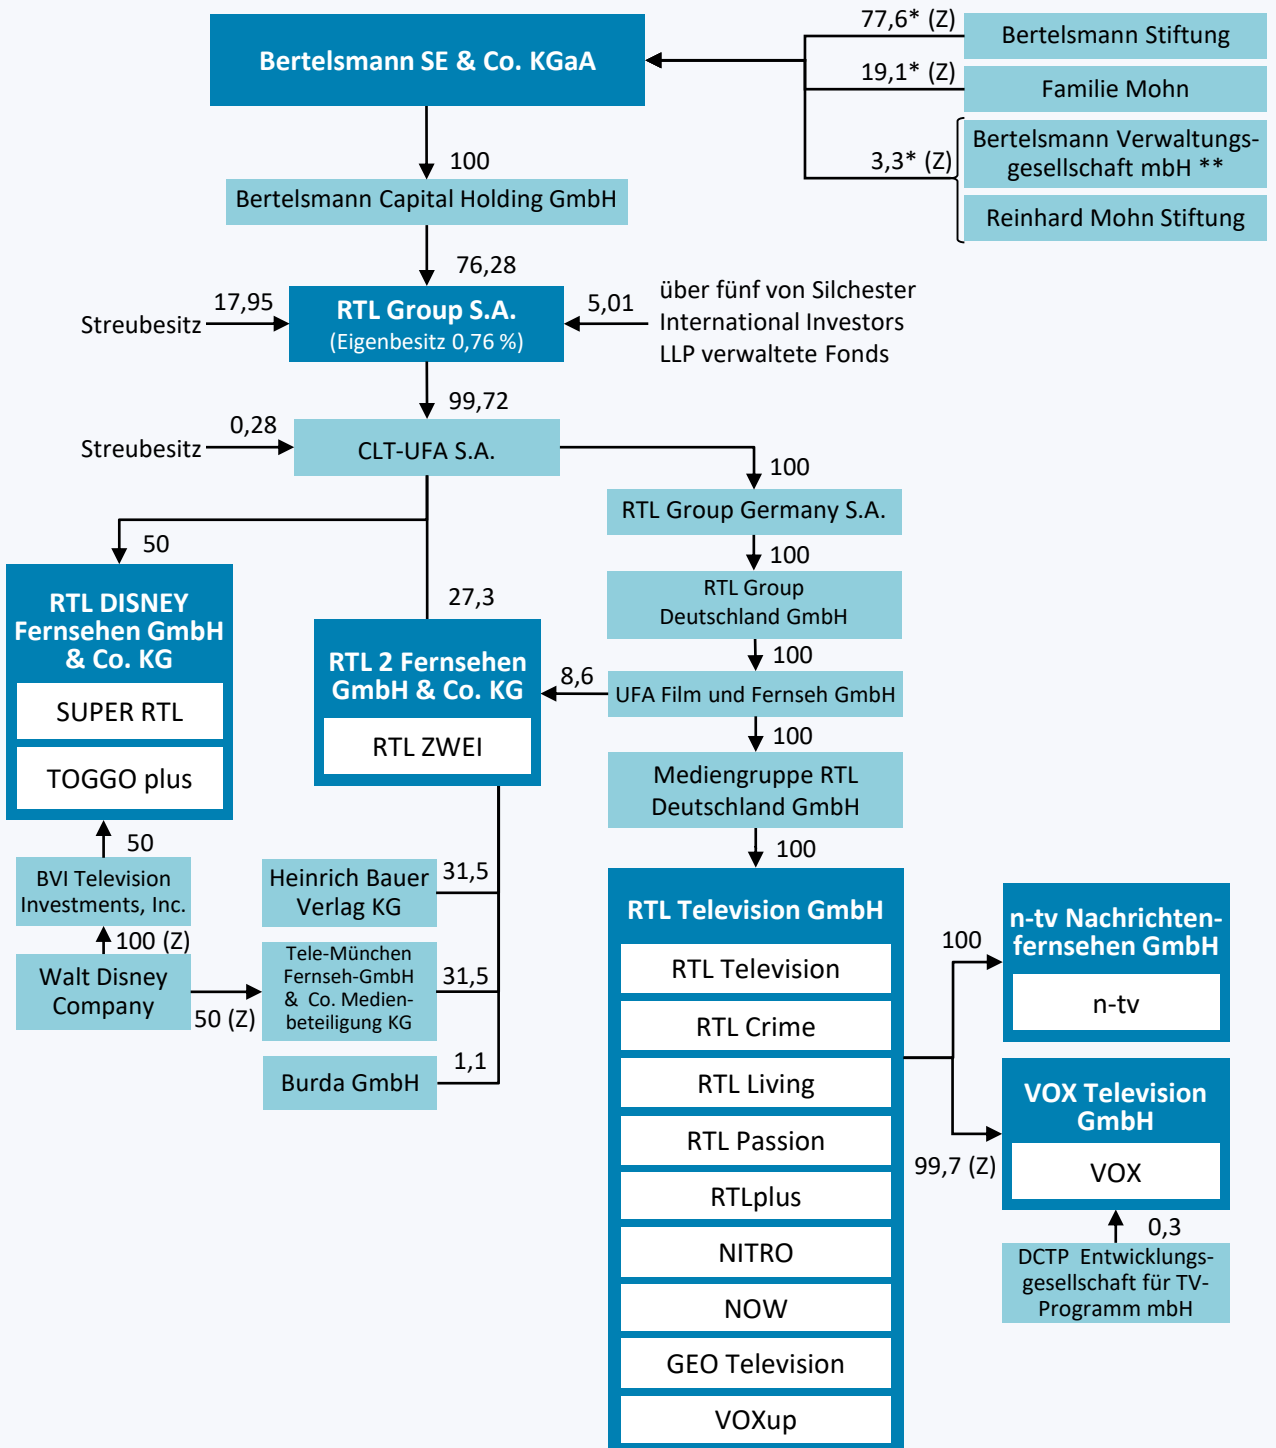 77,6* (Z)
Bertelsmann Stiftung
Bertelsmann SE & Co. KGaA
19,1* (Z)
Familie Mohn
3,3* (Z)
Bertelsmann Verwaltungs-
gesellschaft mbH **
Reinhard Mohn Stiftung
100
Bertelsmann Capital Holding GmbH
76,28
Streubesitz
17,95
RTL Group S.A.
(Eigenbesitz 0,76 %)
5,01
über fünf von Silchester
International Investors
LLP verwaltete Fonds
99,72
Streubesitz
0,28
CLT-UFA S.A.
100
RTL Group Germany S.A.
100
RTL Group
Deutschland GmbH
100
UFA Film und Fernseh GmbH
8,6
100
Mediengruppe RTL
Deutschland GmbH
100
50
RTL DISNEY
Fernsehen GmbH
& Co. KG
SUPER RTL
TOGGO plus
50
BVI Television
Investments, Inc.
100 (Z)
Walt Disney
Company
50 (Z)
27,3
RTL 2 Fernsehen
GmbH & Co. KG
RTL ZWEI
Heinrich Bauer
Verlag KG
31,5
Tele-München
Fernseh-GmbH
& Co. Medien-
beteiligung KG
31,5
Burda GmbH
1,1
RTL Television GmbH
RTL Television
RTL Crime
RTL Living
RTL Passion
RTLplus
NITRO
NOW
GEO Television
VOXup
100
n-tv Nachrichten-
fernsehen GmbH
n-tv
99,7 (Z)
VOX Television
GmbH
VOX
0,3
DCTP Entwicklungs-
gesellschaft für TV-
Programm mbH